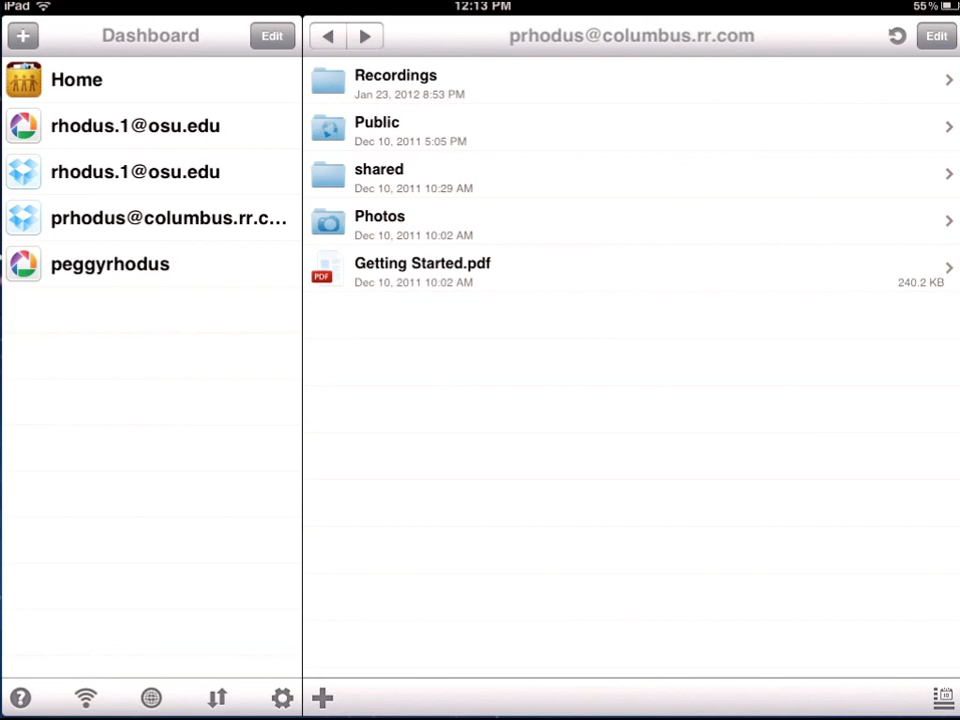 iPad
12:13 PM
55%
Dashboard
Edit
prhodus@columbus.rr.com
Edit
Home
rhodus.1@osu.edu
rhodus.1@osu.edu
prhodus@columbus.rr.c...
peggyrhodus
Recordings
Jan 23, 2012 8:53 PM
Public
Dec 10, 2011 5:05 PM
shared
Dec 10, 2011 10:29 AM
Photos
Dec 10, 2011 10:02 AM
PDF
Getting Started.pdf
Dec 10, 2011 10:02 AM
240.2 KB